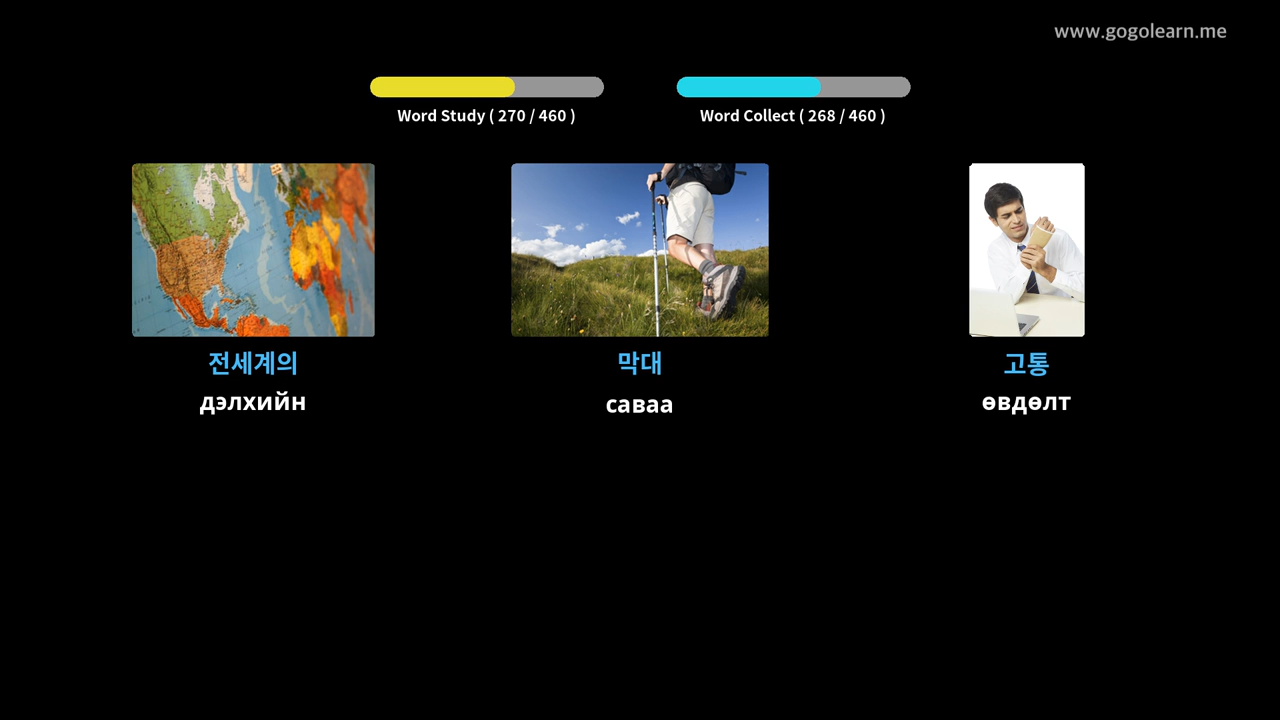 www.gogolearn.me
Word Study ( 270 / 460 )
Word Collect ( 268 / 460 )
전세계의
막대
고통
дэлхийн
саваа
өвдөлт